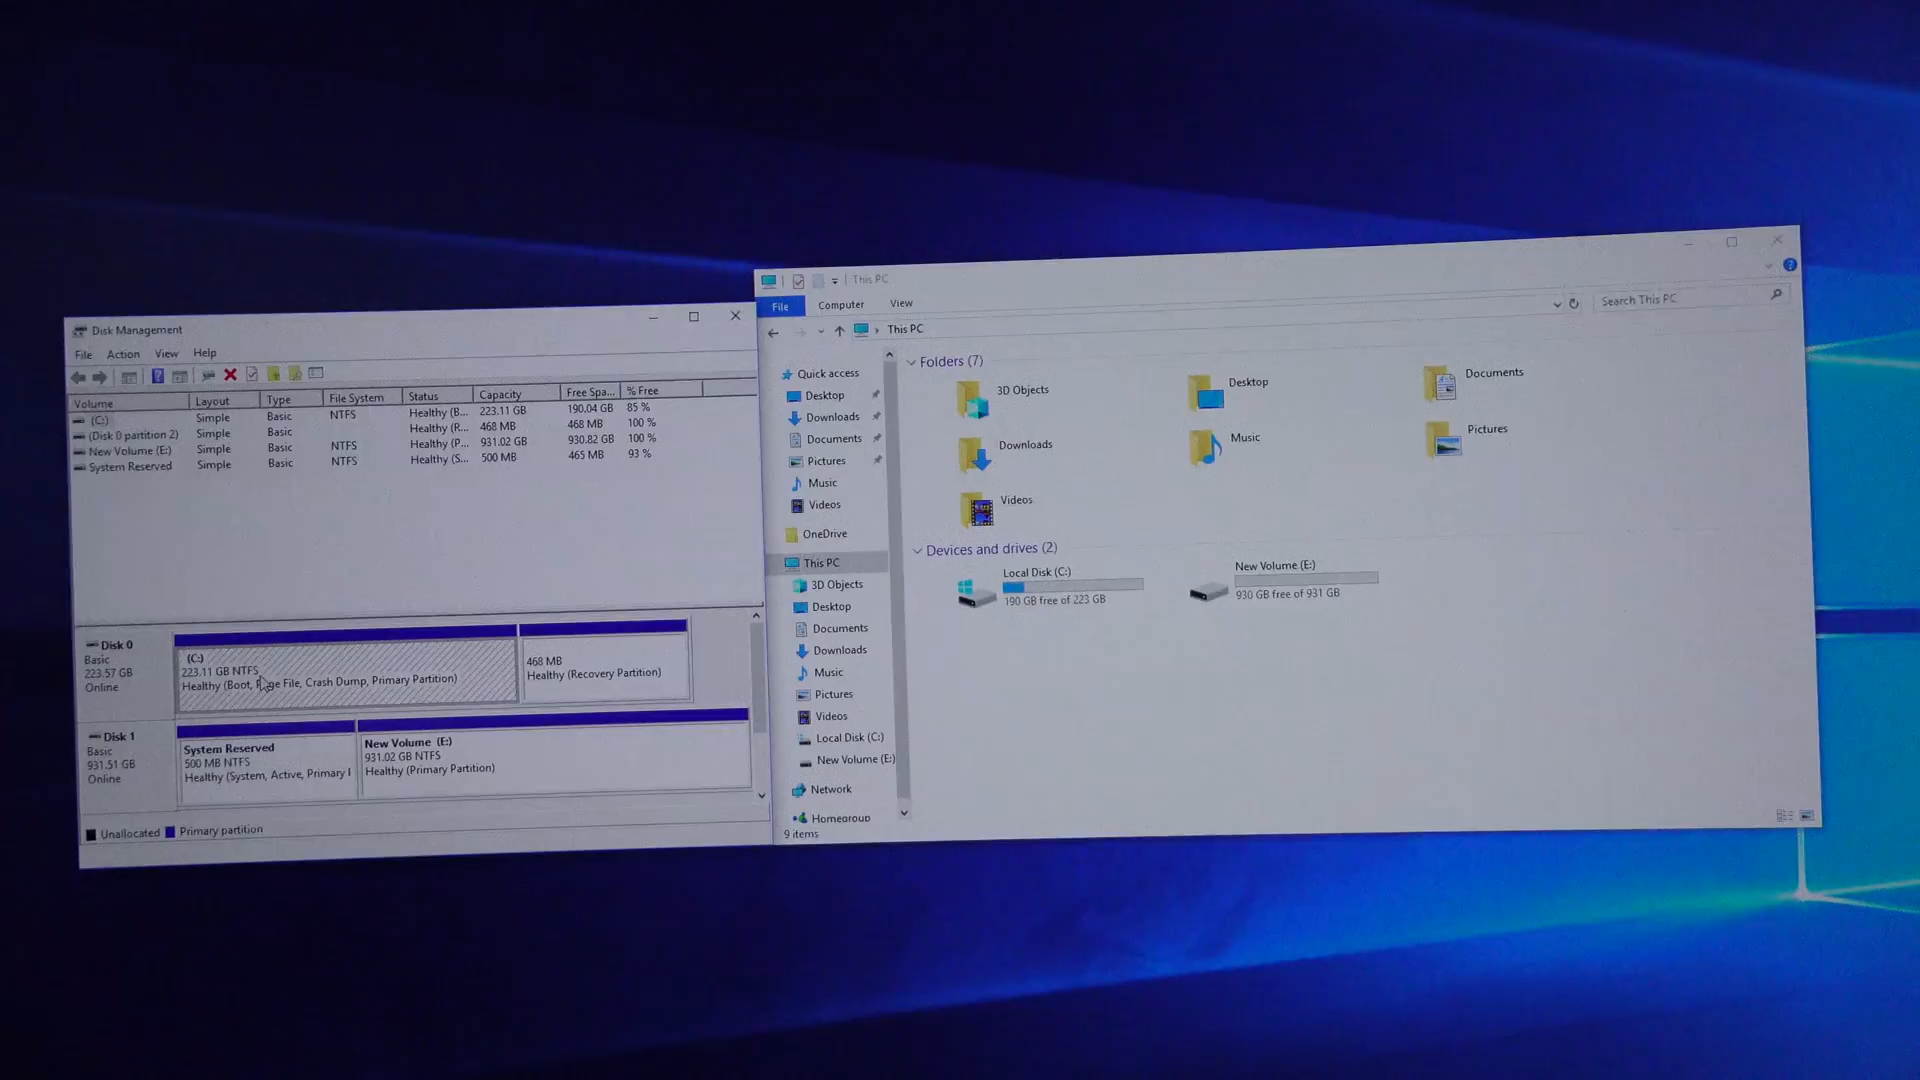 Disk Management
File Action View Help
Volume Layout Type File System Status Capacity Free Spa... % Free
(C:) Simple Basic NTFS Healthy (B... 223.11 GB 190.04 GB 85 %
(Disk 0 partition 2) Simple Basic Healthy (R... 468 MB 468 MB 100 %
New Volume (E:) Simple Basic NTFS Healthy (P... 931.02 GB 930.82 GB 100 %
System Reserved Simple Basic NTFS Healthy (S... 500 MB 465 MB 93 %
Disk 0
Basic
223.57 GB
Online
(C:)
223.11 GB NTFS
Healthy (Boot, Page File, Crash Dump, Primary Partition)
468 MB
Healthy (Recovery Partition)
Disk 1
Basic
931.51 GB
Online
System Reserved
500 MB NTFS
Healthy (System, Active, Primary I
New Volume (E:)
931.02 GB NTFS
Healthy (Primary Partition)
Unallocated Primary partition
This PC
File Computer View
This PC
Search This PC
Quick access
Desktop
Downloads
Documents
Pictures
Music
Videos
OneDrive
This PC
3D Objects
Desktop
Documents
Downloads
Music
Pictures
Videos
Local Disk (C:)
New Volume (E:)
Network
Homegroup
9 items
Folders (7)
3D Objects
Desktop
Documents
Downloads
Music
Pictures
Videos
Devices and drives (2)
Local Disk (C:)
190 GB free of 223 GB
New Volume (E:)
930 GB free of 931 GB